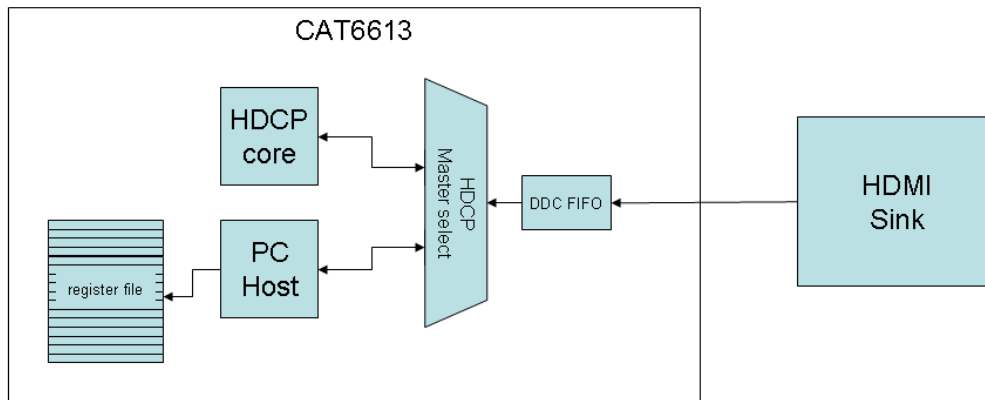 CAT6613
HDCP
core
HDCP
Master select
DDC FIFO
HDMI
Sink
PC
Host
register file